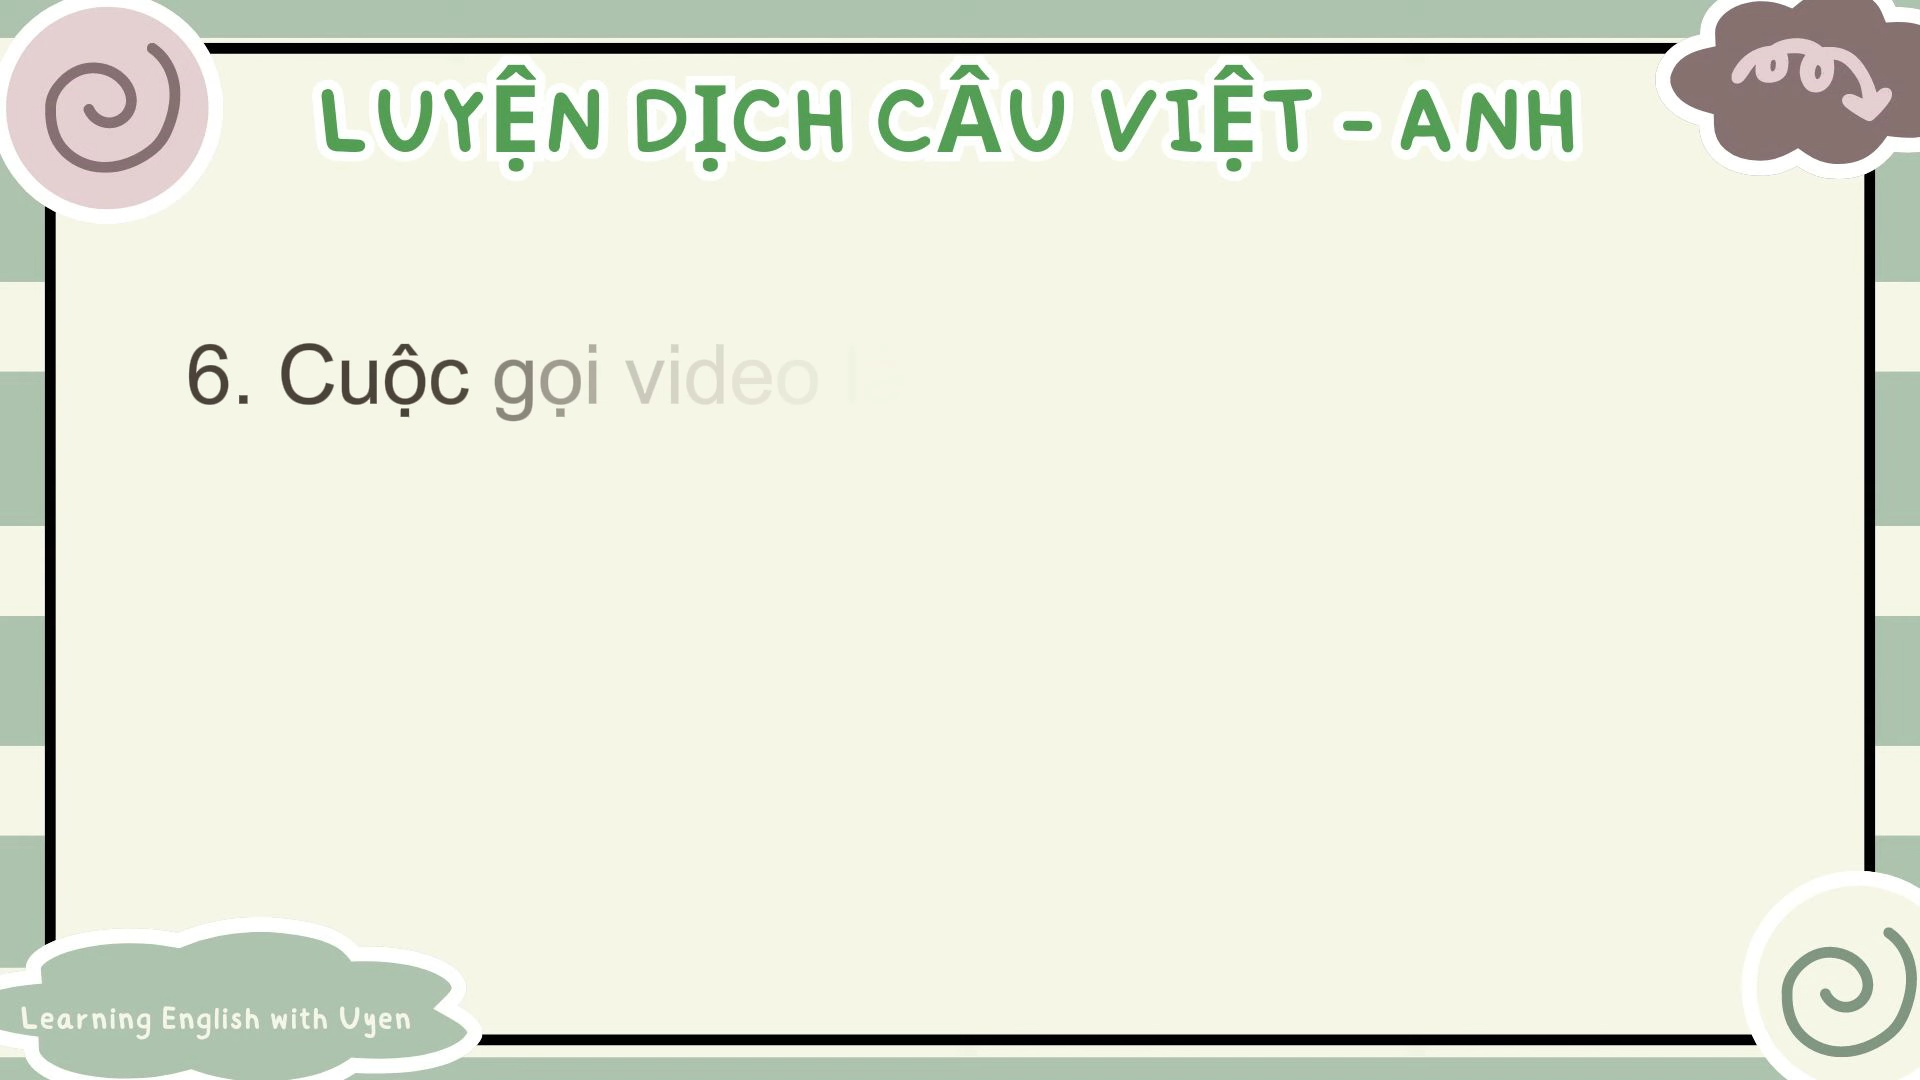 LUYỆN DỊCH CÂU VIỆT - ANH
6. Cuộc gọi video
Learning English with Uyen